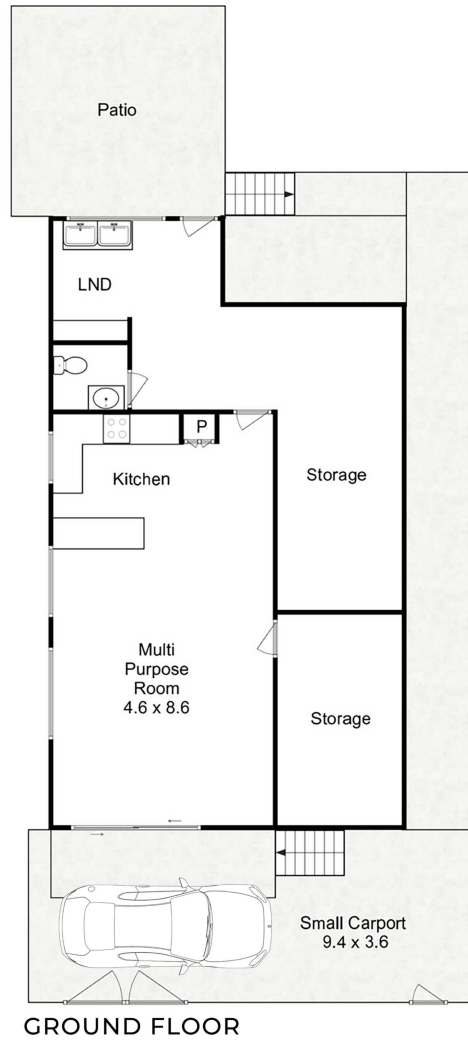 Patio
LND
P
Kitchen
Storage
Multi
Purpose
Room
4.6 x 8.6
Storage
Small Carport
9.4 x 3.6
GROUND FLOOR